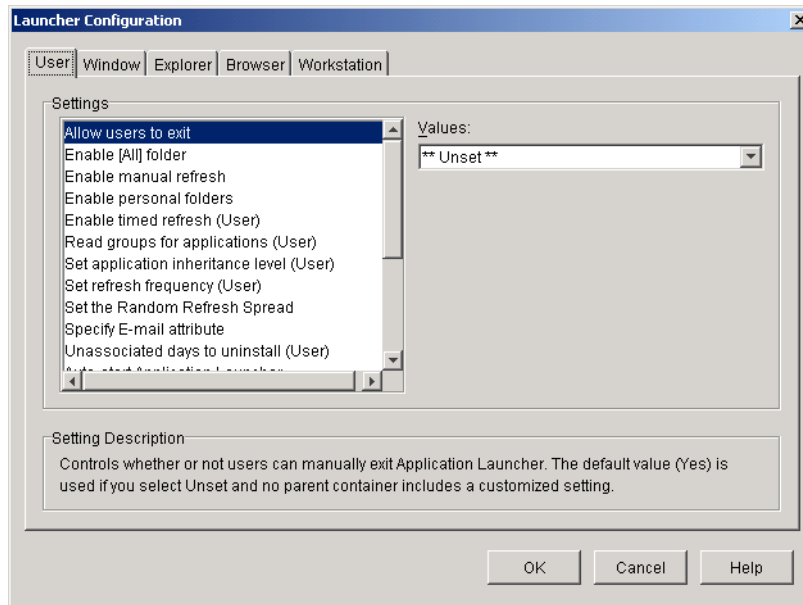 Launcher Configuration
User Window Explorer Browser Workstation
Settings
Allow users to exit
Enable [All] folder
Enable manual refresh
Enable personal folders
Enable timed refresh (User)
Read groups for applications (User)
Set application inheritance level (User)
Set refresh frequency (User)
Set the Random Refresh Spread
Specify E-mail attribute
Unassociated days to uninstall (User)
Auto-start Application Launcher
Values:
** Unset **
Setting Description
Controls whether or not users can manually exit Application Launcher. The default value (Yes) is
used if you select Unset and no parent container includes a customized setting.
OK Cancel Help